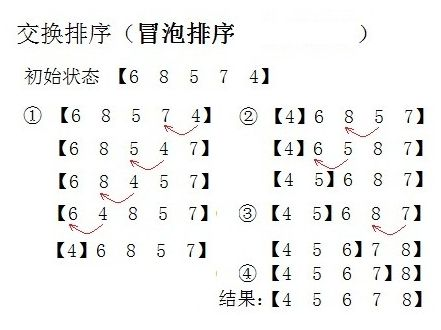 交换排序（冒泡排序 ）
初始状态 【6 8 5 7 4】
① 【6 8 5 7 4】
【6 8 5 4 7】
【6 8 4 5 7】
【6 4 8 5 7】
【4】6 8 5 7】
② 【4】6 8 5 7】
【4】6 5 8 7】
【4 5】6 8 7】
③ 【4 5】6 8 7】
【4 5 6】7 8】
④【4 5 6 7】8】
结果：【4 5 6 7 8】